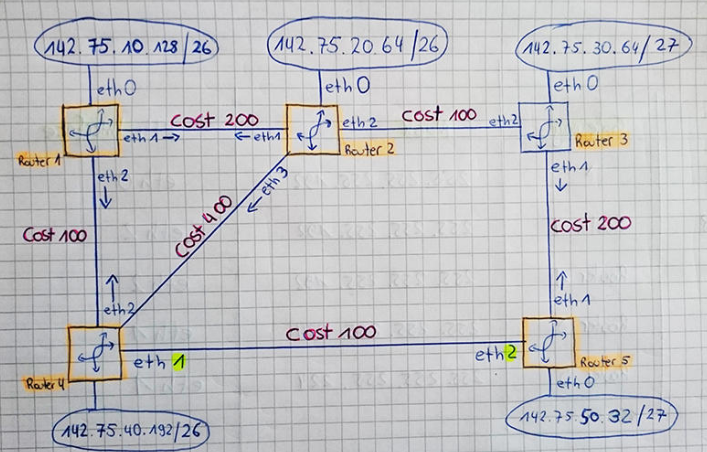 142.75.10.128/26
142.75.20.64/26
142.75.30.64/27
eth0
eth0
eth0
cost 200
cost 100
eth1→
←eth1
eth2
eth2
Router 1
Router 2
Router 3
eth2
↓
←eth3
eth1
↓
Cost 100
Cost 400
cost 200
↑
eth2
↑
eth1
cost 100
eth 1
eth2
Router 4
Router 5
eth0
142.75.40.192/26
142.75.50.32/27